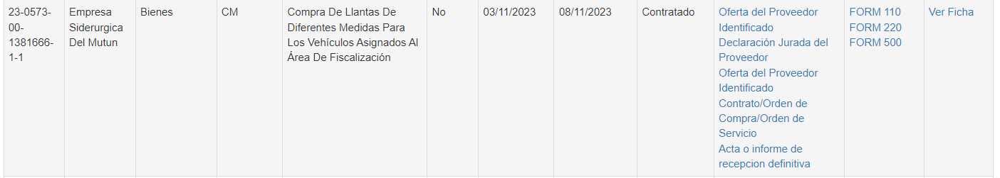 23-0573-
00-
1381666-
1-1
Empresa
Siderurgica
Del Mutun
Bienes
CM
Compra De Llantas De
Diferentes Medidas Para
Los Vehículos Asignados Al
Área De Fiscalización
No
03/11/2023
08/11/2023
Contratado
Oferta del Proveedor
Identificado
Declaración Jurada del
Proveedor
Oferta del Proveedor
Identificado
Contrato/Orden de
Compra/Orden de
Servicio
Acta o informe de
recepcion definitiva
FORM 110
FORM 220
FORM 500
Ver Ficha